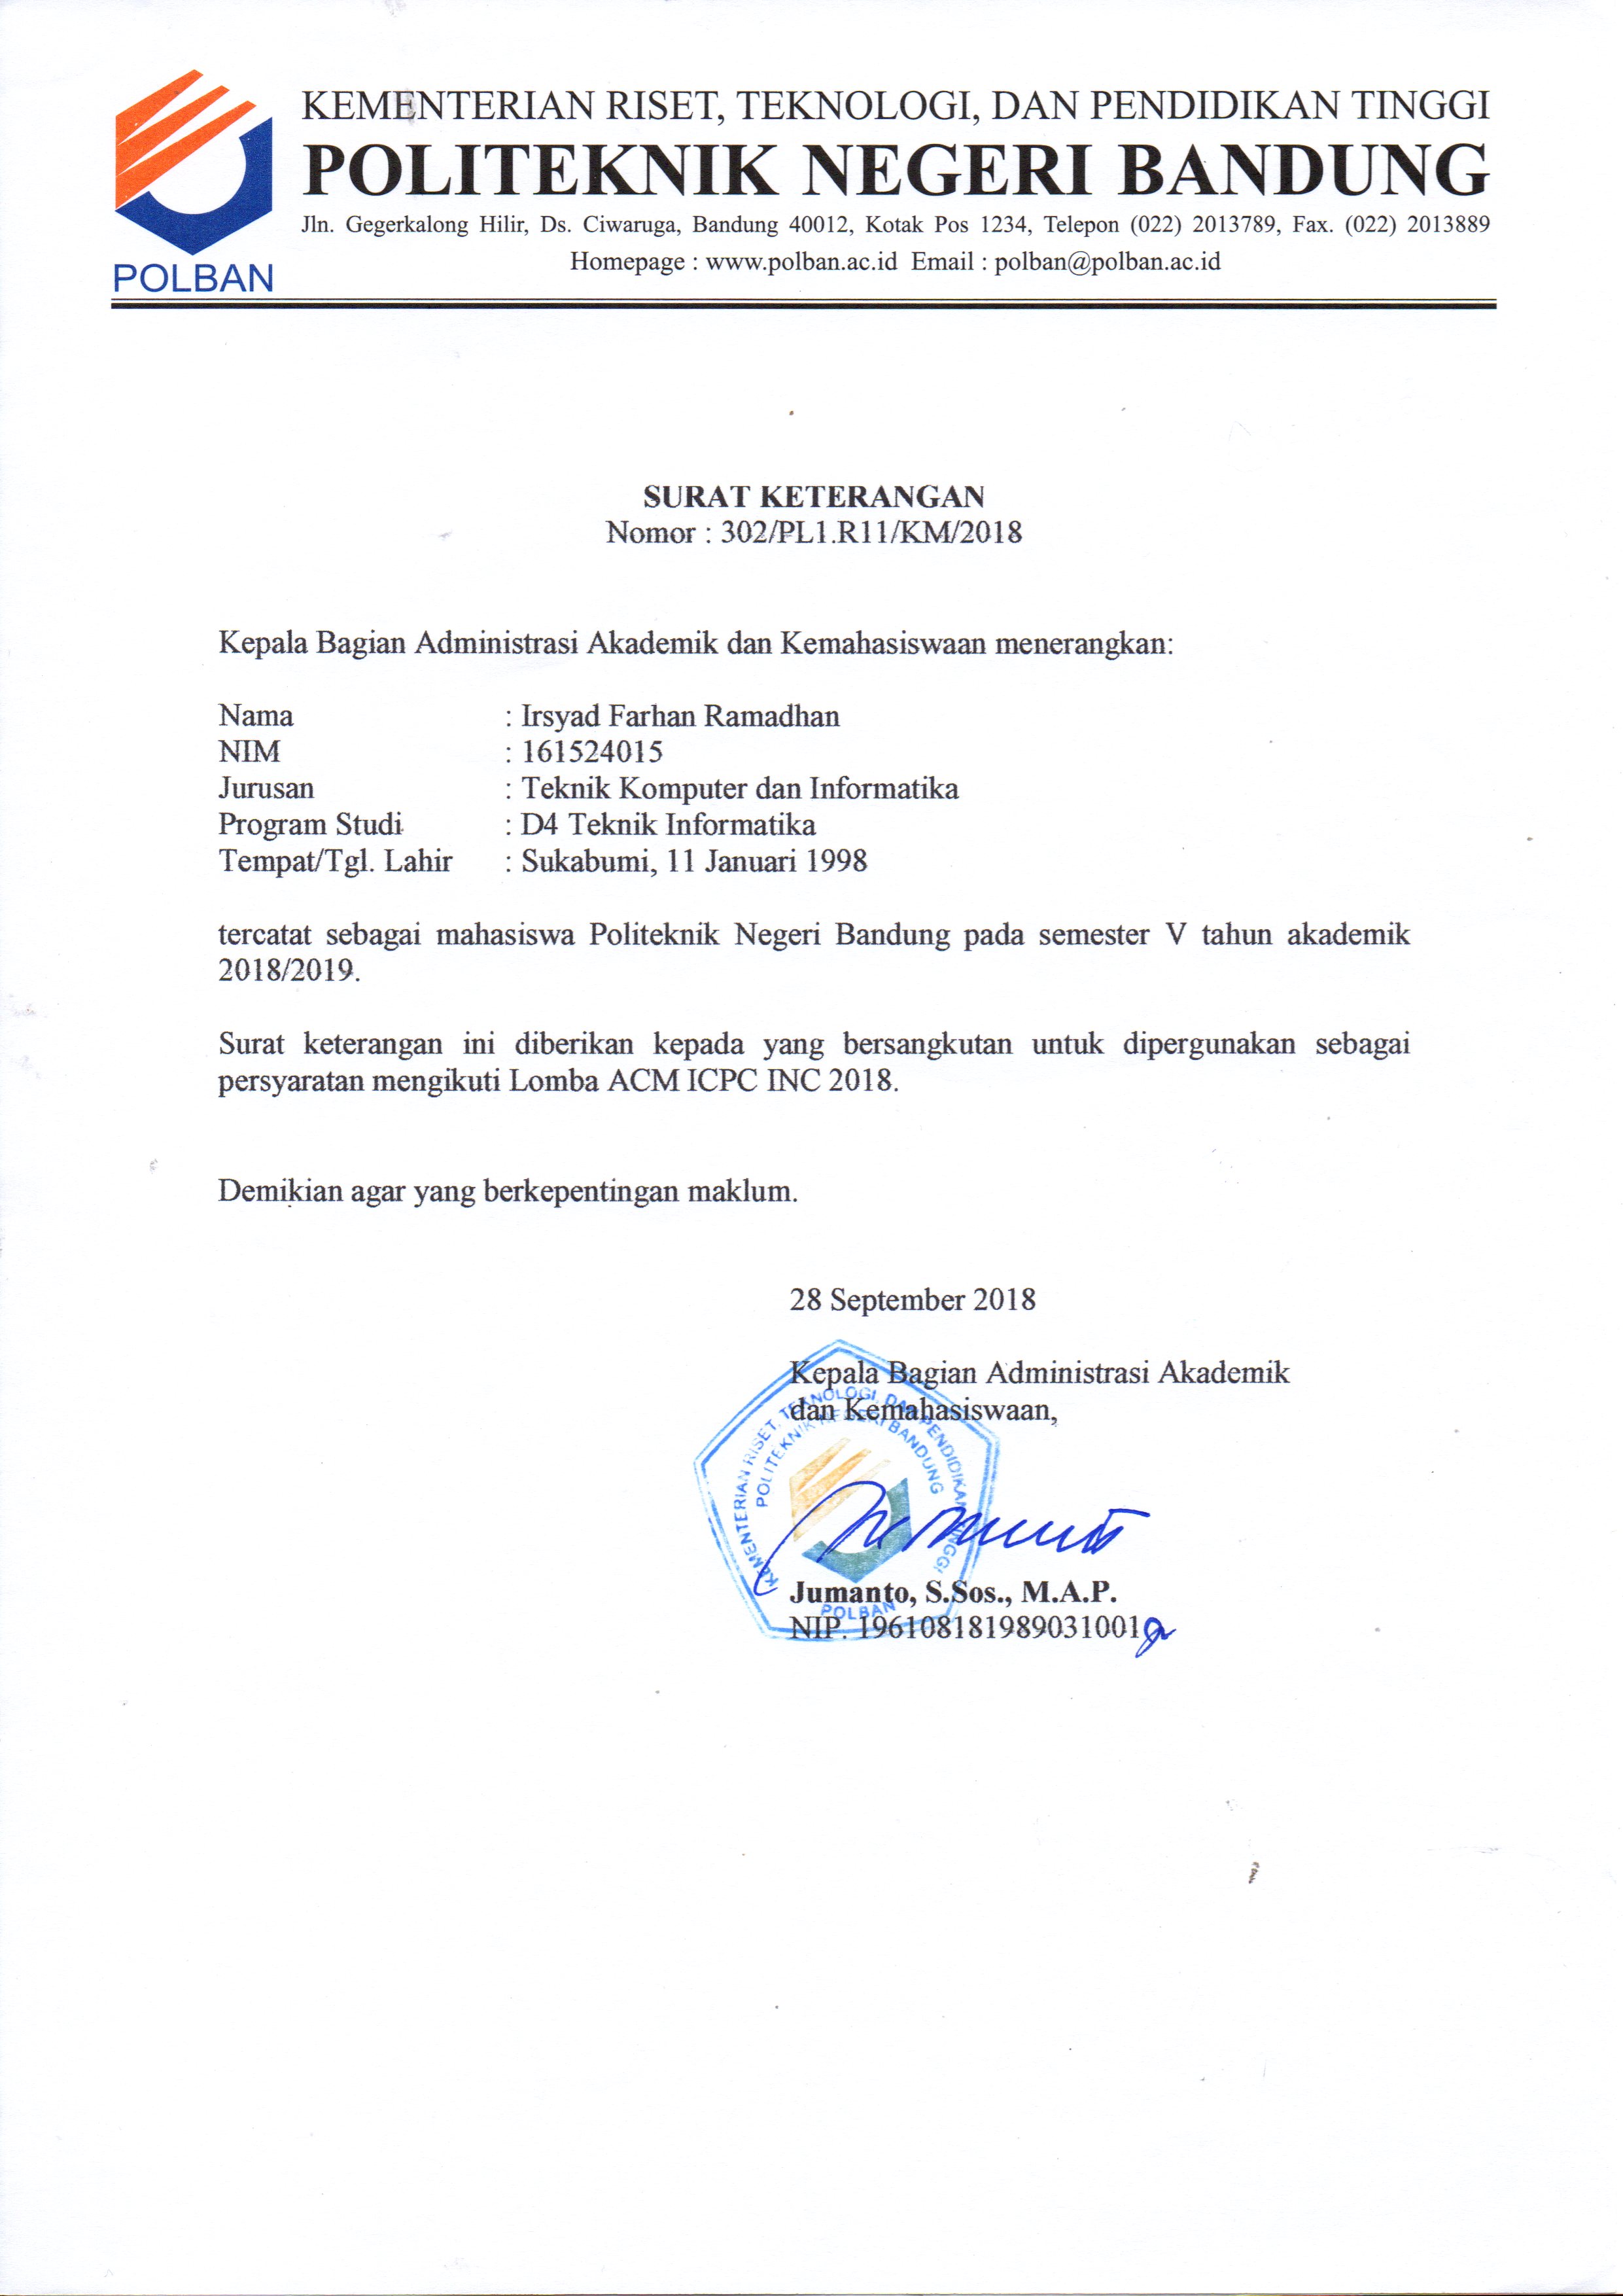 KEMENTERIAN RISET, TEKNOLOGI, DAN PENDIDIKAN TINGGI
POLITEKNIK NEGERI BANDUNG
Jln. Gegerkalong Hilir, Ds. Ciwaruga, Bandung 40012, Kotak Pos 1234, Telepon (022) 2013789, Fax. (022) 2013889
Homepage : www.polban.ac.id Email : polban@polban.ac.id
POLBAN
SURAT KETERANGAN
Nomor : 302/PL1.R11/KM/2018
Kepala Bagian Administrasi Akademik dan Kemahasiswaan menerangkan:
Nama : Irsyad Farhan Ramadhan
NIM : 161524015
Jurusan : Teknik Komputer dan Informatika
Program Studi : D4 Teknik Informatika
Tempat/Tgl. Lahir : Sukabumi, 11 Januari 1998
tercatat sebagai mahasiswa Politeknik Negeri Bandung pada semester V tahun akademik
2018/2019.
Surat keterangan ini diberikan kepada yang bersangkutan untuk dipergunakan sebagai
persyaratan mengikuti Lomba ACM ICPC INC 2018.
Demikian agar yang berkepentingan maklum.
28 September 2018
Kepala Bagian Administrasi Akademik
dan Kemahasiswaan,
KEMENTERIAN RISET, TEKNOLOGI, DAN PENDIDIKAN TINGGI
POLITEKNIK NEGERI BANDUNG
POLBAN
Jumanto, S.Sos., M.A.P.
NIP. 196108181989031001